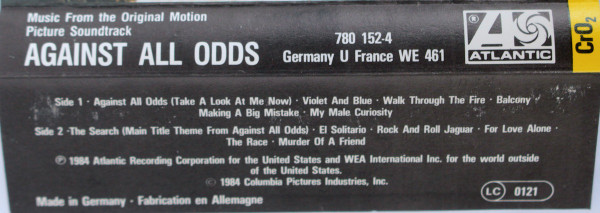 Music From the Original Motion
Picture Soundtrack
AGAINST ALL ODDS
780 152-4
Germany U France WE 461
ATLANTIC
CrO2
Side 1 · Against All Odds (Take A Look At Me Now) · Violet And Blue · Walk Through The Fire · Balcony
Making A Big Mistake · My Male Curiosity
Side 2 · The Search (Main Title Theme From Against All Odds) · El Solitario · Rock And Roll Jaguar · For Love Alone ·
The Race · Murder Of A Friend
℗ 1984 Atlantic Recording Corporation for the United States and WEA International Inc. for the world outside
of the United States.
© 1984 Columbia Pictures Industries, Inc.
Made in Germany · Fabrication en Allemagne
LC 0121